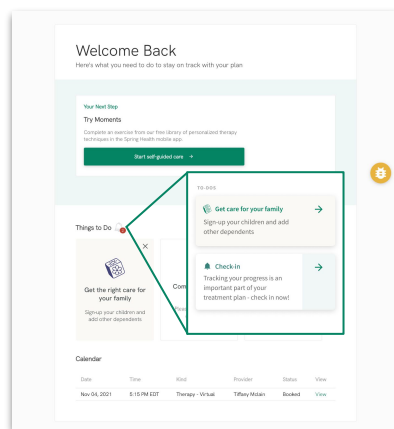 Welcome Back
Here's what you need to do to stay on track with your plan
Your Next Step
Try Moments
Complete an exercise from our free library of personalized therapy
techniques in the Spring Health mobile app.
Start self-guided care →
Things to Do
TO-DOS
Get care for your family →
Sign-up your children and add
other dependents
Check-in →
Tracking your progress is an
important part of your
treatment plan - check in now!
Get the right care for
your family
Sign-up your children and
add other dependents
Com
Calendar
Date Time Kind Provider Status View
Nov 04, 2021 5:15 PM EDT Therapy - Virtual Tiffany Mclain Booked View